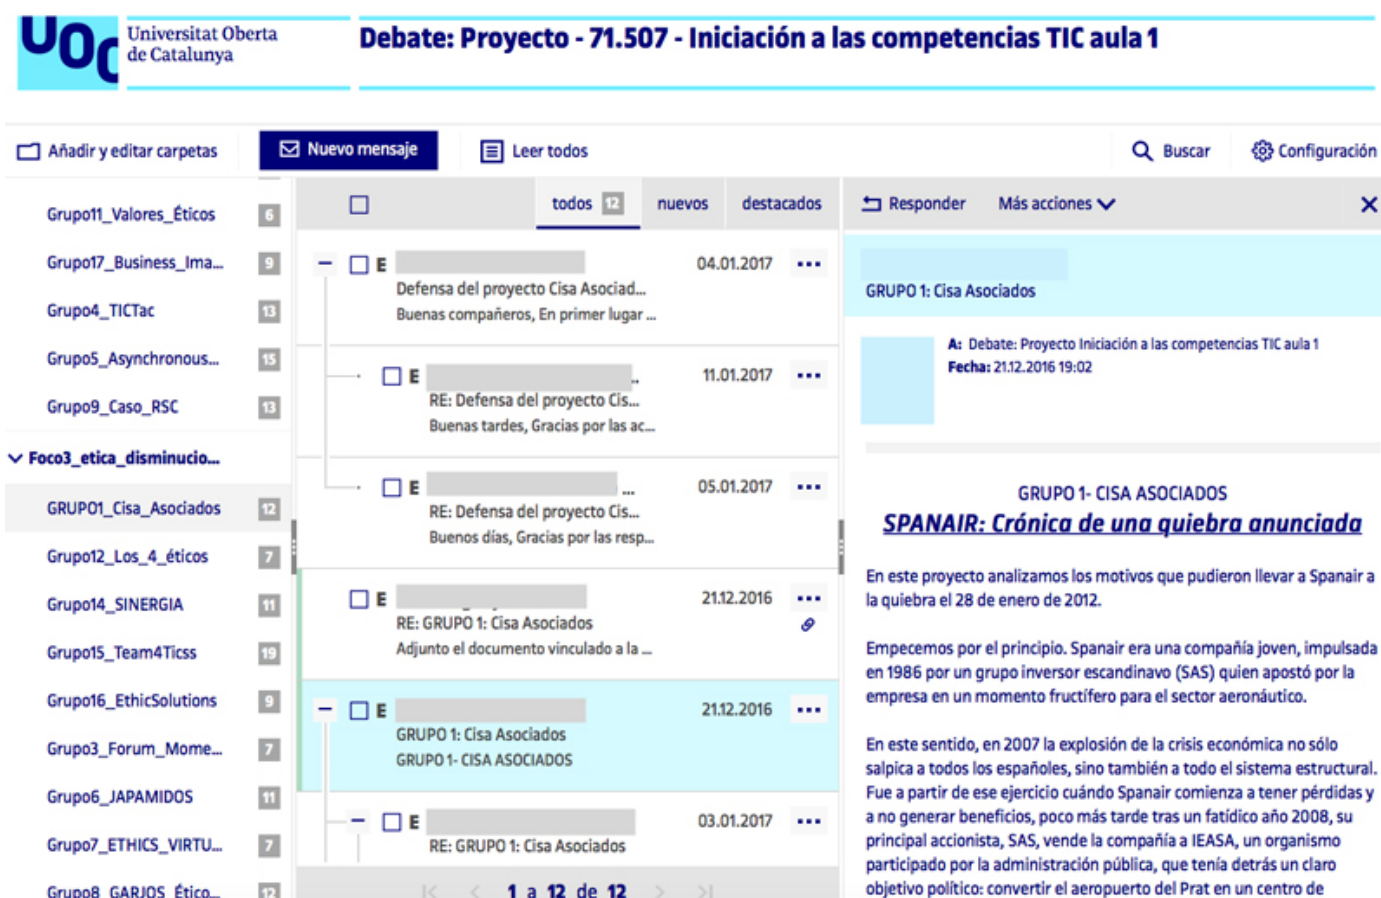 UOC
Universitat Oberta
de Catalunya
Debate: Proyecto - 71.507 - Iniciación a las competencias TIC aula 1
Añadir y editar carpetas
Nuevo mensaje
Leer todos
Buscar
Configuración
Grupo11_Valores_Éticos 6
Grupo17_Business_Ima... 9
Grupo4_TICTac 13
Grupo5_Asynchronous... 15
Grupo9_Caso_RSC 13
Foco3_etica_disminucio...
GRUPO1_Cisa_Asociados 12
Grupo12_Los_4_éticos 7
Grupo14_SINERGIA 11
Grupo15_Team4Ticss 19
Grupo16_EthicSolutions 9
Grupo3_Forum_Mome... 7
Grupo6_JAPAMIDOS 11
Grupo7_ETHICS_VIRTU... 7
Grupo8_GARJOS_Ético... 12
todos 12 nuevos destacados
E 04.01.2017 •••
Defensa del proyecto Cisa Asociad...
Buenas compañeros, En primer lugar ...
E .. 11.01.2017 •••
RE: Defensa del proyecto Cis...
Buenas tardes, Gracias por las ac...
E ... 05.01.2017 •••
RE: Defensa del proyecto Cis...
Buenos días, Gracias por las resp...
E 21.12.2016 •••
RE: GRUPO 1: Cisa Asociados
Adjunto el documento vinculado a la ...
E 21.12.2016 •••
GRUPO 1: Cisa Asociados
GRUPO 1- CISA ASOCIADOS
E 03.01.2017 •••
RE: GRUPO 1: Cisa Asociados
1 a 12 de 12
Responder Más acciones
GRUPO 1: Cisa Asociados
A: Debate: Proyecto Iniciación a las competencias TIC aula 1
Fecha: 21.12.2016 19:02
GRUPO 1- CISA ASOCIADOS
SPANAIR: Crónica de una quiebra anunciada
En este proyecto analizamos los motivos que pudieron llevar a Spanair a
la quiebra el 28 de enero de 2012.
Empecemos por el principio. Spanair era una compañía joven, impulsada
en 1986 por un grupo inversor escandinavo (SAS) quien apostó por la
empresa en un momento fructífero para el sector aeronáutico.
En este sentido, en 2007 la explosión de la crisis económica no sólo
salpica a todos los españoles, sino también a todo el sistema estructural.
Fue a partir de ese ejercicio cuándo Spanair comienza a tener pérdidas y
a no generar beneficios, poco más tarde tras un fatídico año 2008, su
principal accionista, SAS, vende la compañía a IEASA, un organismo
participado por la administración pública, que tenía detrás un claro
objetivo político: convertir el aeropuerto del Prat en un centro de